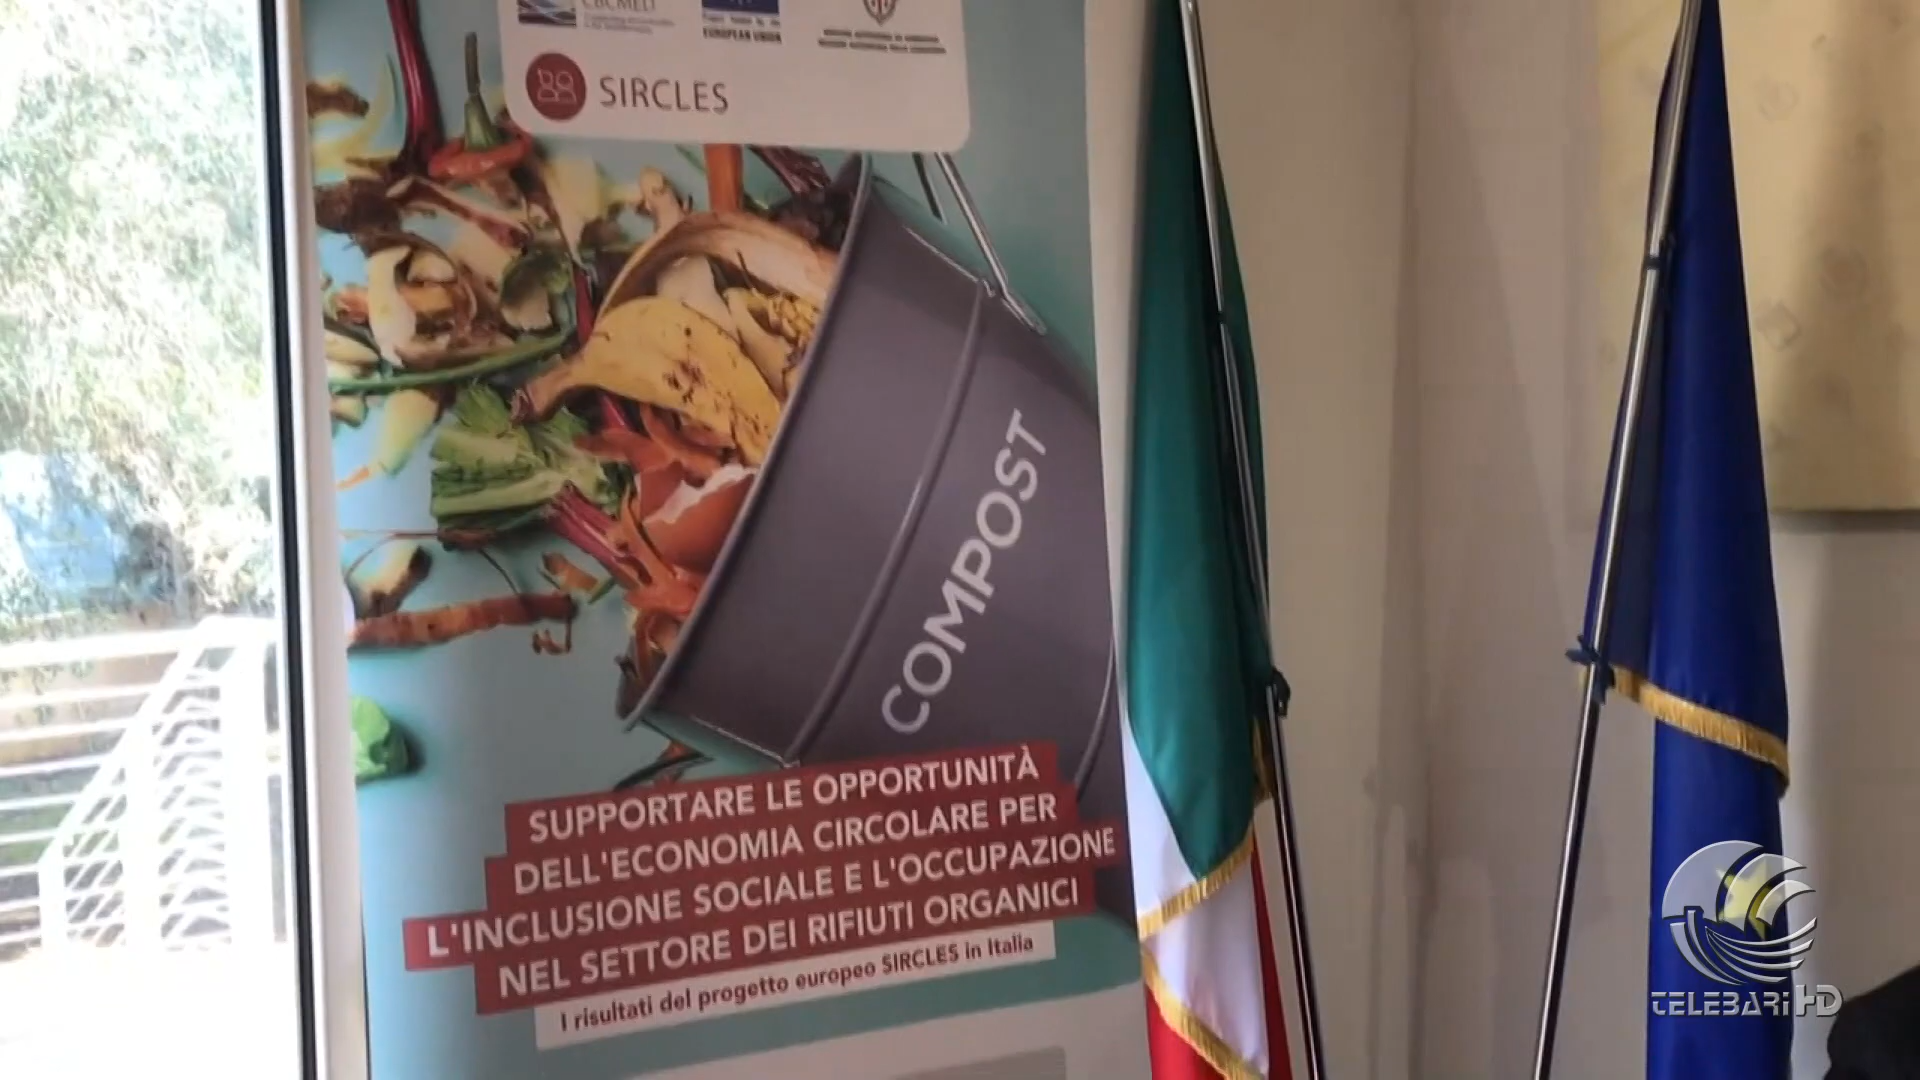 CBCMED
EUROPEAN UNION
SIRCLES
COMPOST
SUPPORTARE LE OPPORTUNITÀ
DELL'ECONOMIA CIRCOLARE PER
L'INCLUSIONE SOCIALE E L'OCCUPAZIONE
NEL SETTORE DEI RIFIUTI ORGANICI
I risultati del progetto europeo SIRCLES in Italia
TELEBARI HD